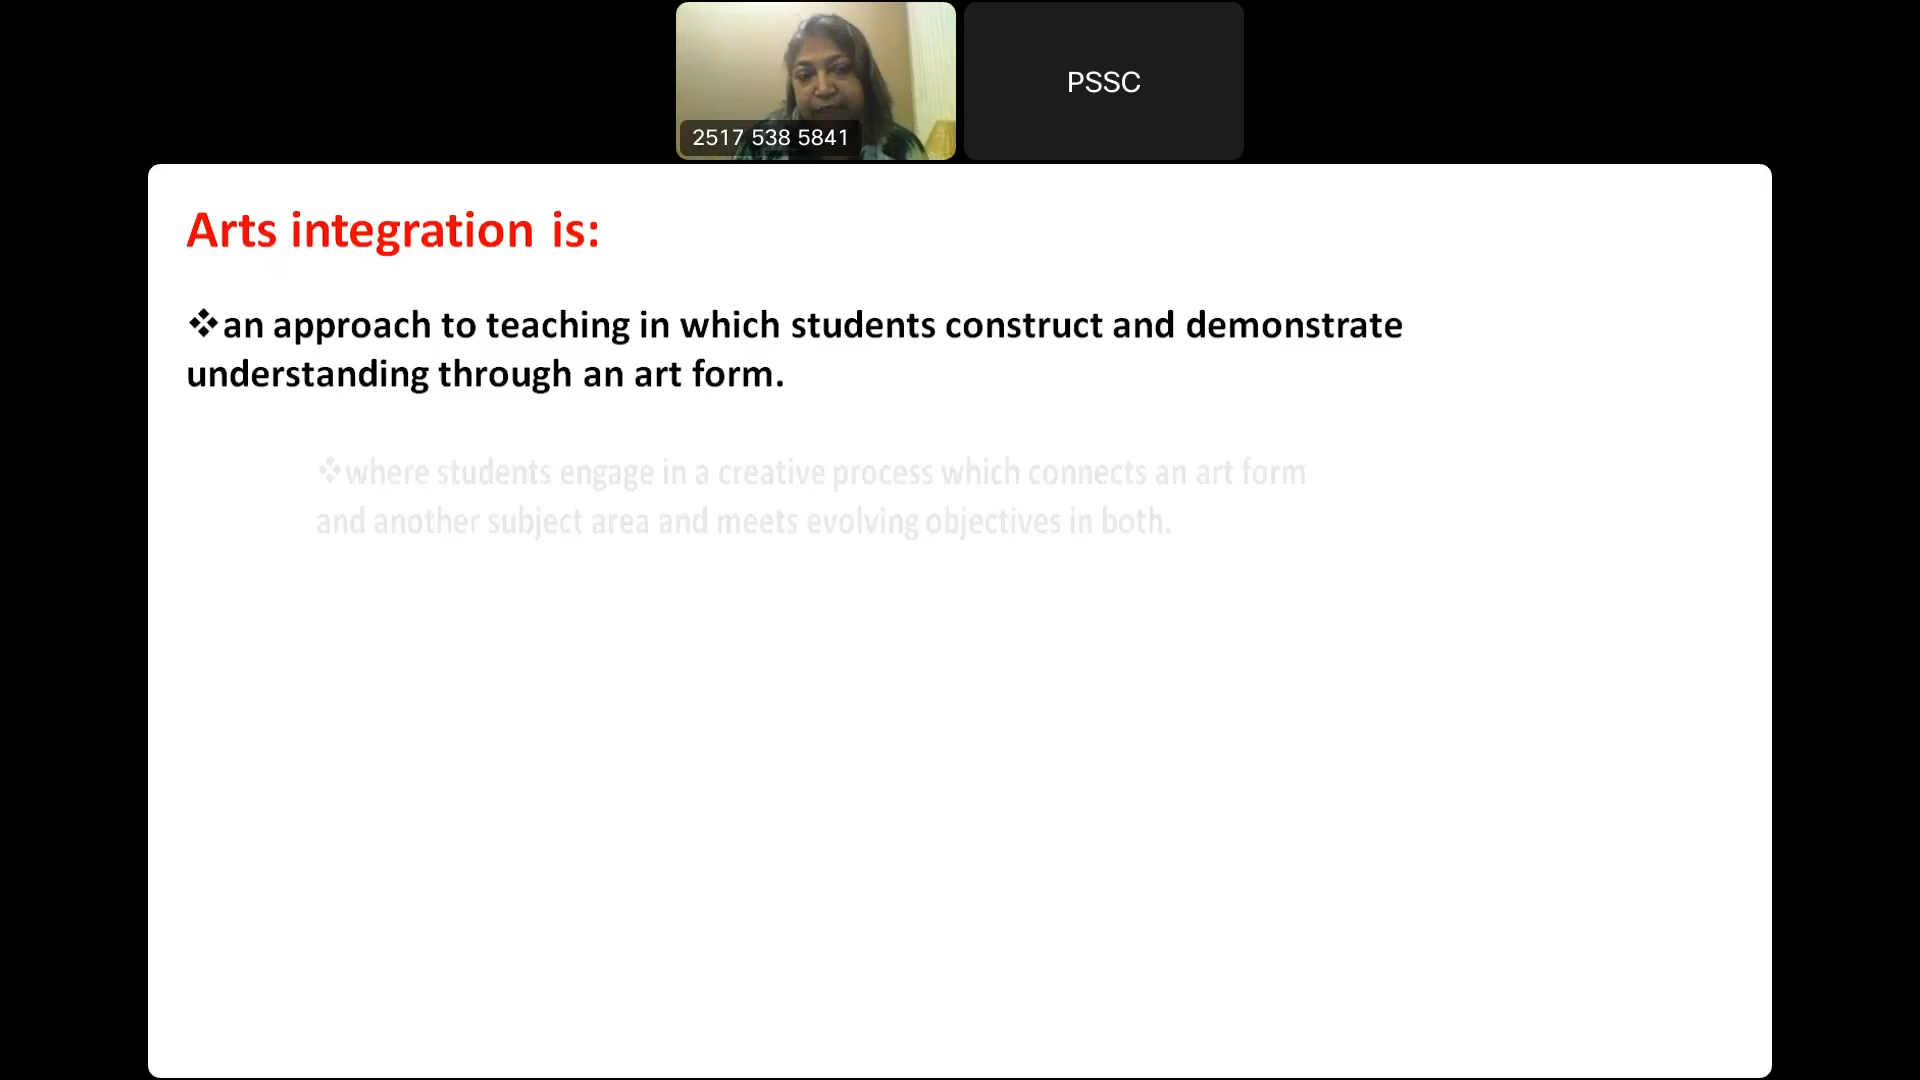 2517 538 5841
PSSC
Arts integration is:
❖an approach to teaching in which students construct and demonstrate
understanding through an art form.
❖where students engage in a creative process which connects an art form
and another subject area and meets evolving objectives in both.